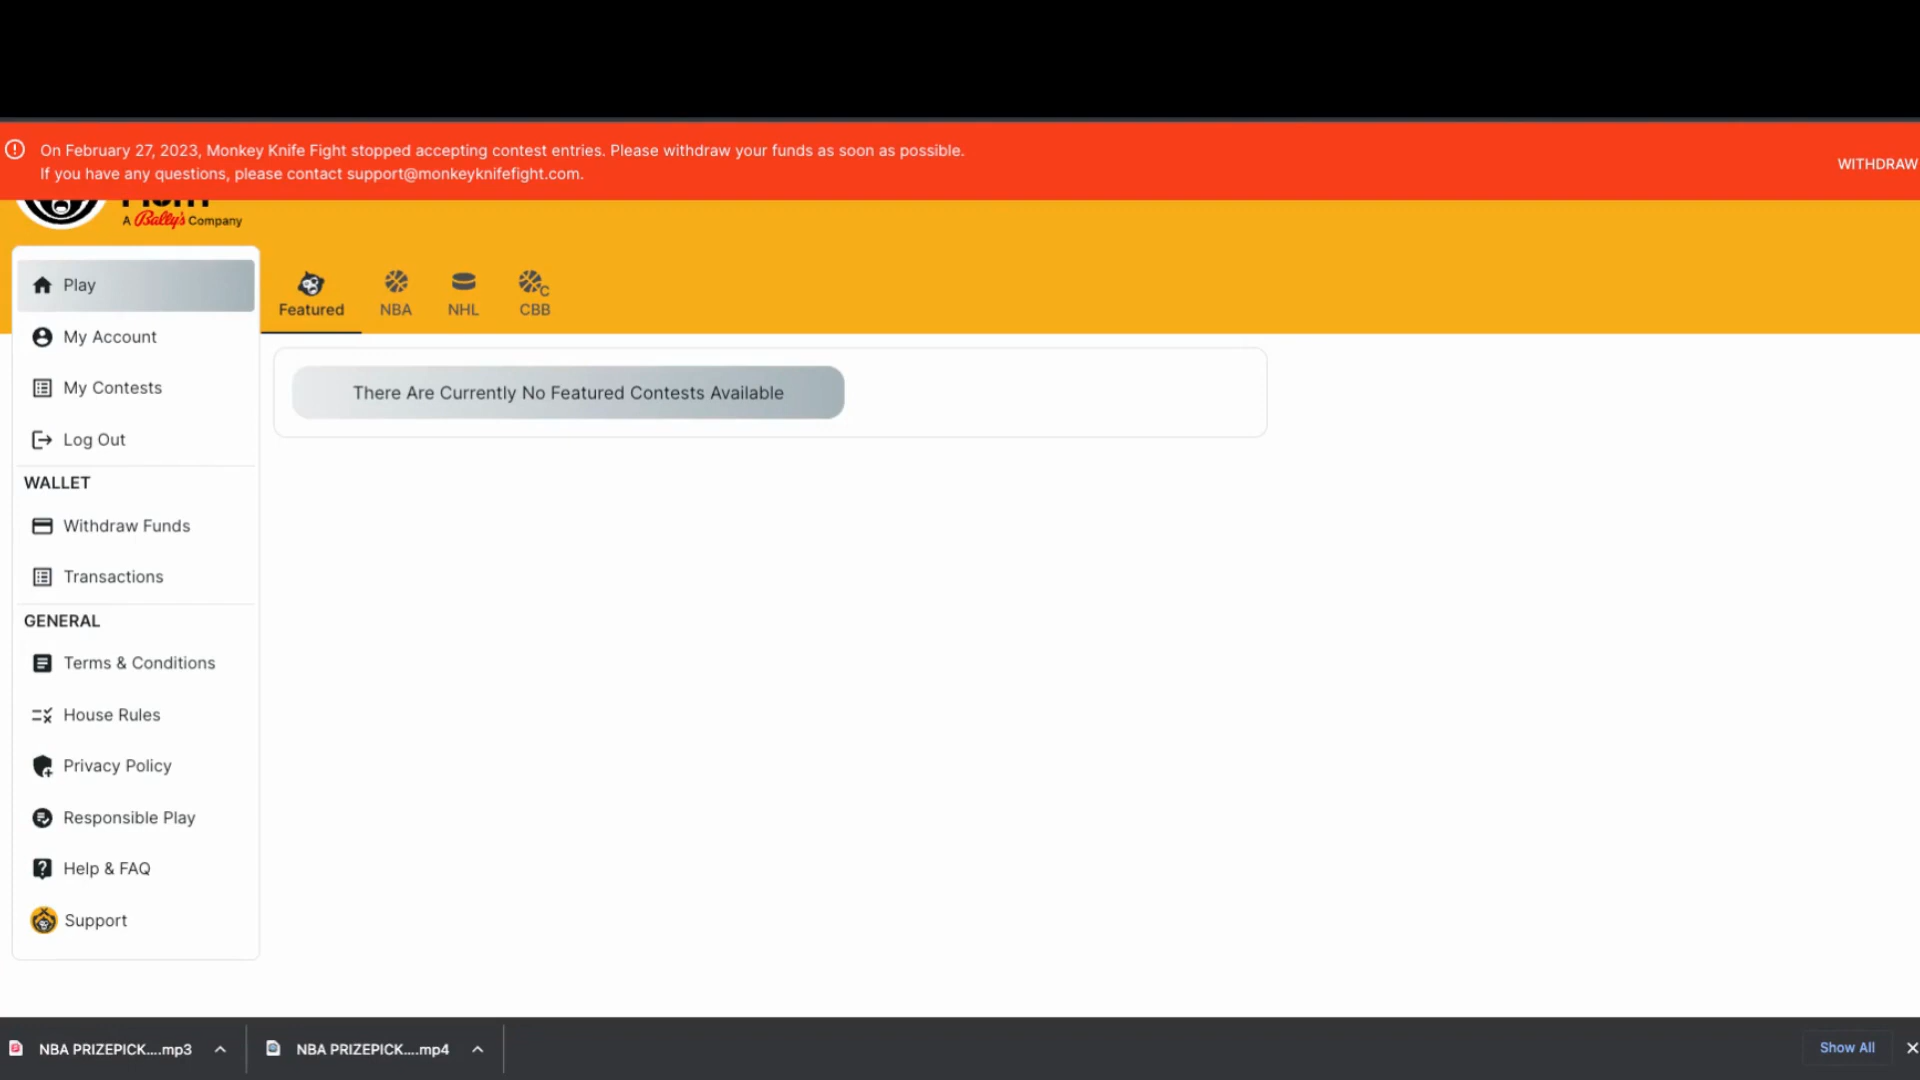 On February 27, 2023, Monkey Knife Fight stopped accepting contest entries. Please withdraw your funds as soon as possible.
If you have any questions, please contact support@monkeyknifefight.com.
WITHDRAW
A Bally's Company
Play
My Account
My Contests
Log Out
WALLET
Withdraw Funds
Transactions
GENERAL
Terms & Conditions
House Rules
Privacy Policy
Responsible Play
Help & FAQ
Support
Featured
NBA
NHL
C
CBB
There Are Currently No Featured Contests Available
NBA PRIZEPICK....mp3
NBA PRIZEPICK....mp4
Show All